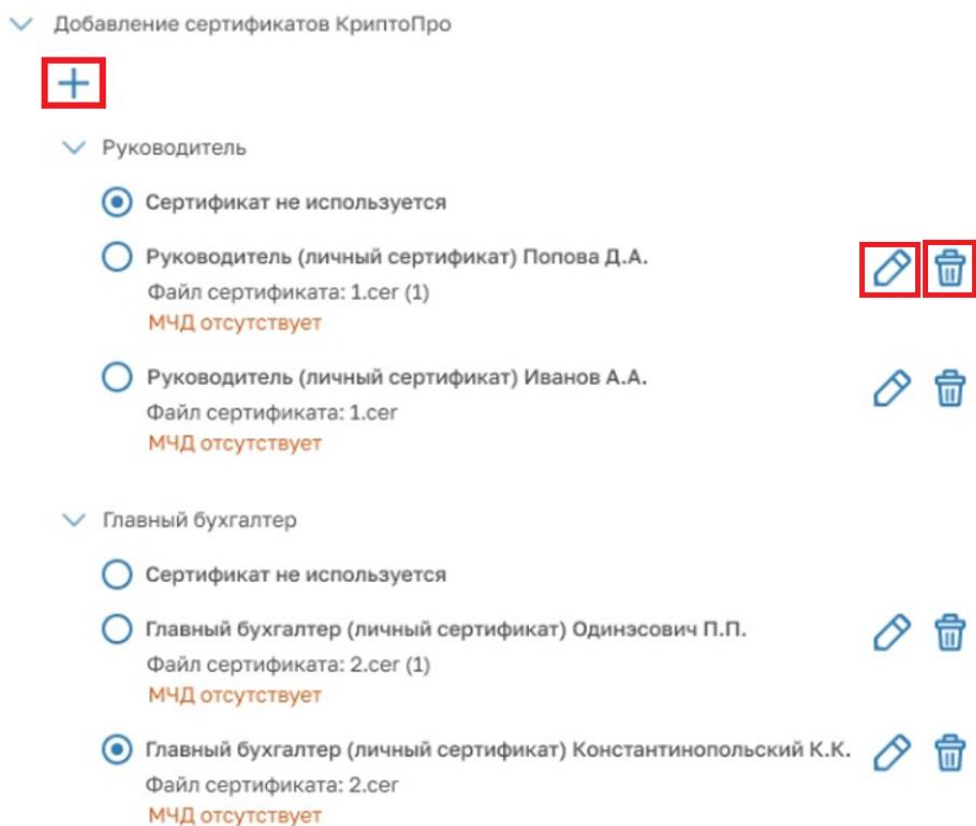 Добавление сертификатов КриптоПро
Руководитель
Сертификат не используется
Руководитель (личный сертификат) Попова Д.А.
Файл сертификата: 1.cer (1)
МЧД отсутствует
Руководитель (личный сертификат) Иванов А.А.
Файл сертификата: 1.cer
МЧД отсутствует
Главный бухгалтер
Сертификат не используется
Главный бухгалтер (личный сертификат) Одинэсович П.П.
Файл сертификата: 2.cer (1)
МЧД отсутствует
Главный бухгалтер (личный сертификат) Константинопольский К.К.
Файл сертификата: 2.cer
МЧД отсутствует